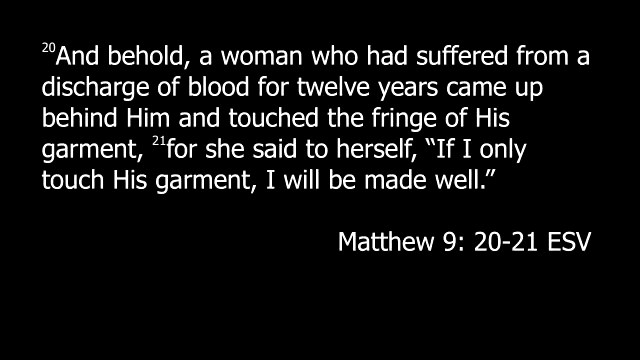 20And behold, a woman who had suffered from a
discharge of blood for twelve years came up
behind Him and touched the fringe of His
garment, 21for she said to herself, “If I only
touch His garment, I will be made well.”
Matthew 9: 20-21 ESV